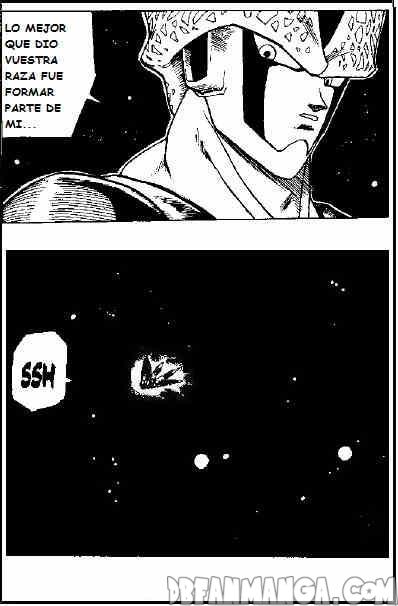 LO MEJOR
QUE DIO
VUESTRA
RAZA FUE
FORMAR
PARTE DE
MI...
SSH
DBFANMANGA.COM